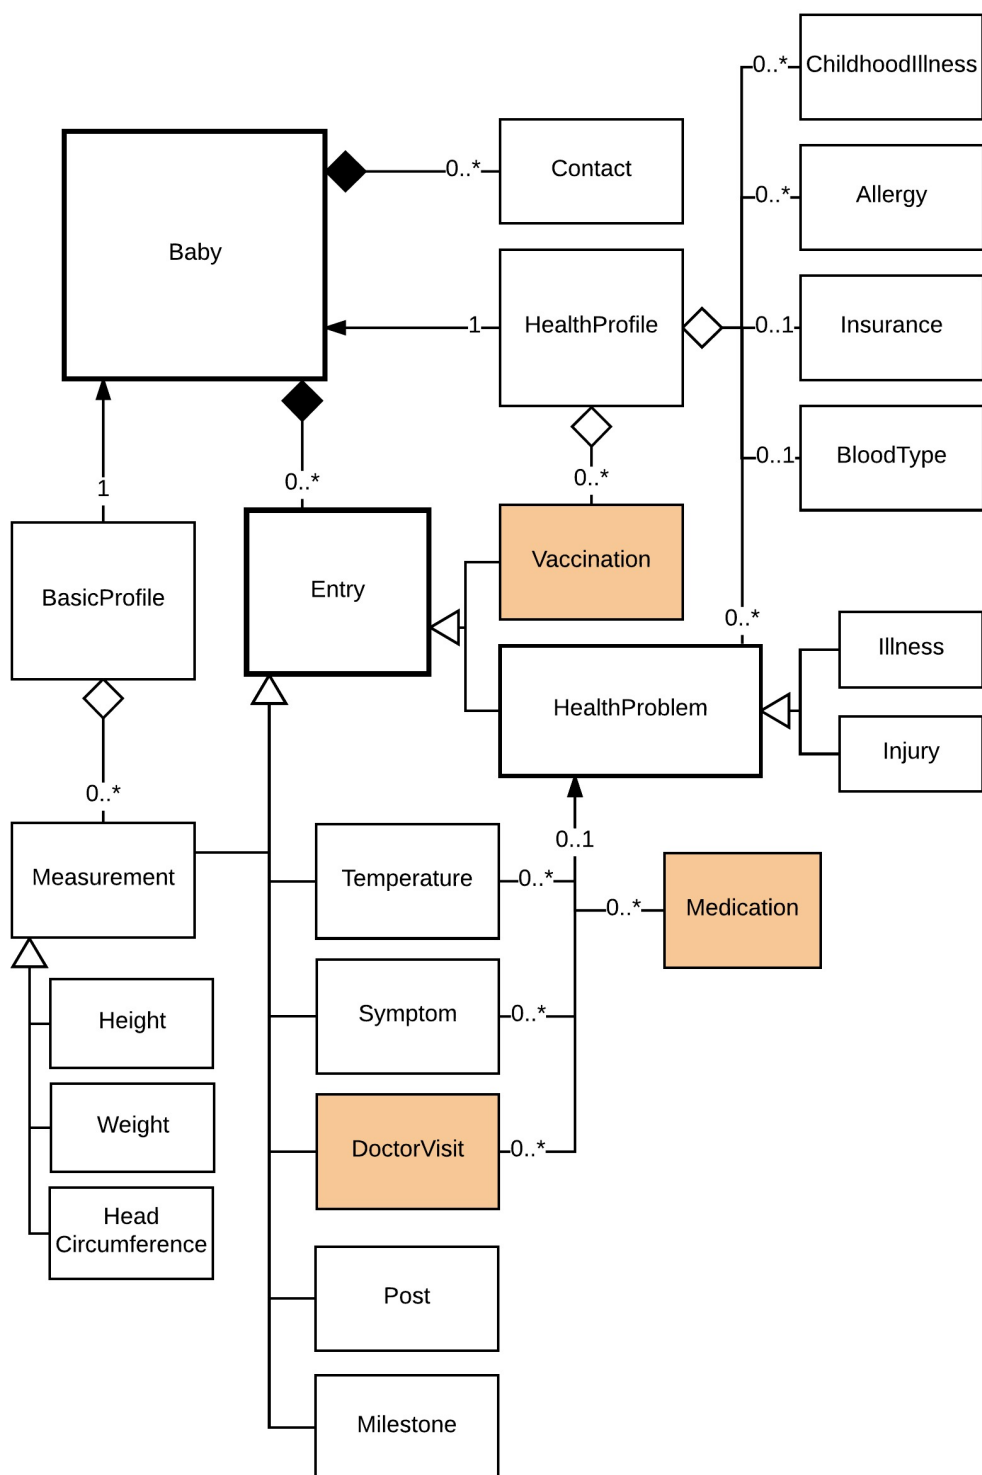 0..*
ChildhoodIllness
Contact
0..*
0..*
Allergy
Baby
1
HealthProfile
0..1
Insurance
0..1
BloodType
1
0..*
0..*
Vaccination
Entry
BasicProfile
0..*
Illness
HealthProblem
Injury
0..*
0..1
Measurement
Temperature
0..*
0..*
Medication
Height
Symptom
0..*
Weight
DoctorVisit
0..*
Head
Circumference
Post
Milestone